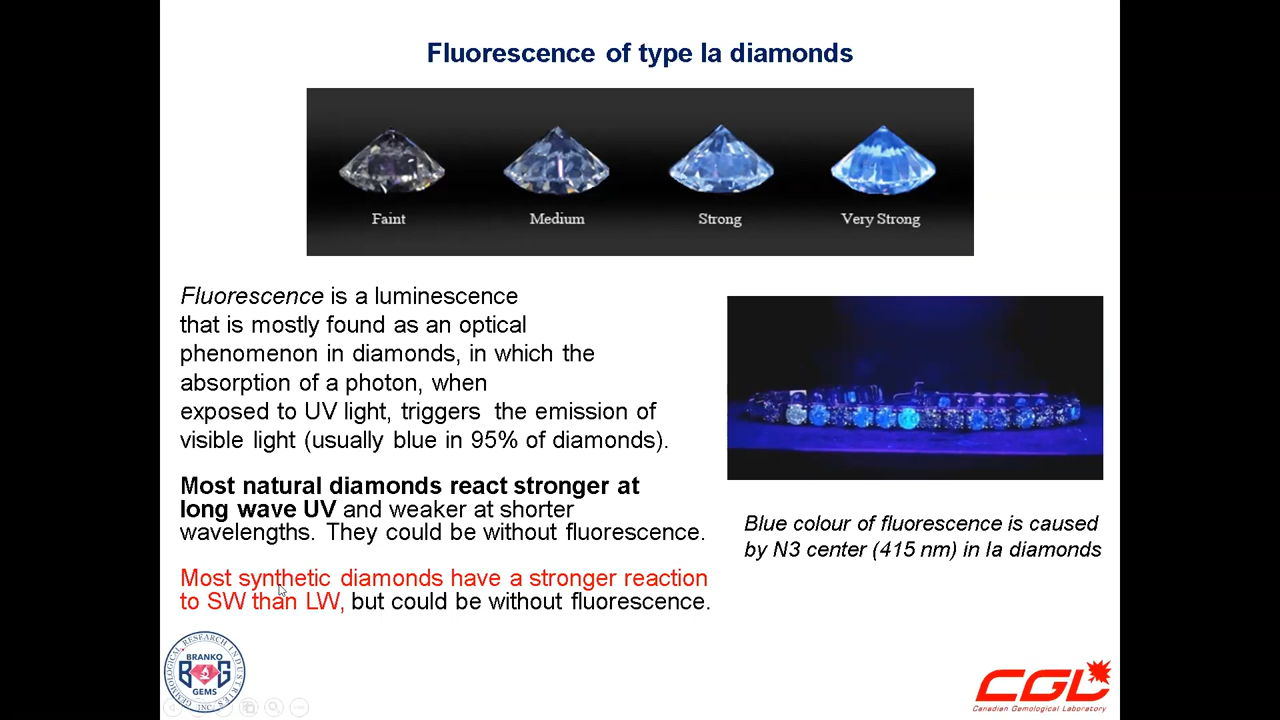 Fluorescence of type Ia diamonds
Faint
Medium
Strong
Very Strong
Fluorescence is a luminescence
that is mostly found as an optical
phenomenon in diamonds, in which the
absorption of a photon, when
exposed to UV light, triggers the emission of
visible light (usually blue in 95% of diamonds).
Most natural diamonds react stronger at
long wave UV and weaker at shorter
wavelengths. They could be without fluorescence.
Most synthetic diamonds have a stronger reaction
to SW than LW, but could be without fluorescence.
Blue colour of fluorescence is caused
by N3 center (415 nm) in Ia diamonds
GEMOLOGICAL RESEARCH INDUSTRIES INC.
BRANKO
BG
GEMS
CGL
Canadian Gemological Laboratory